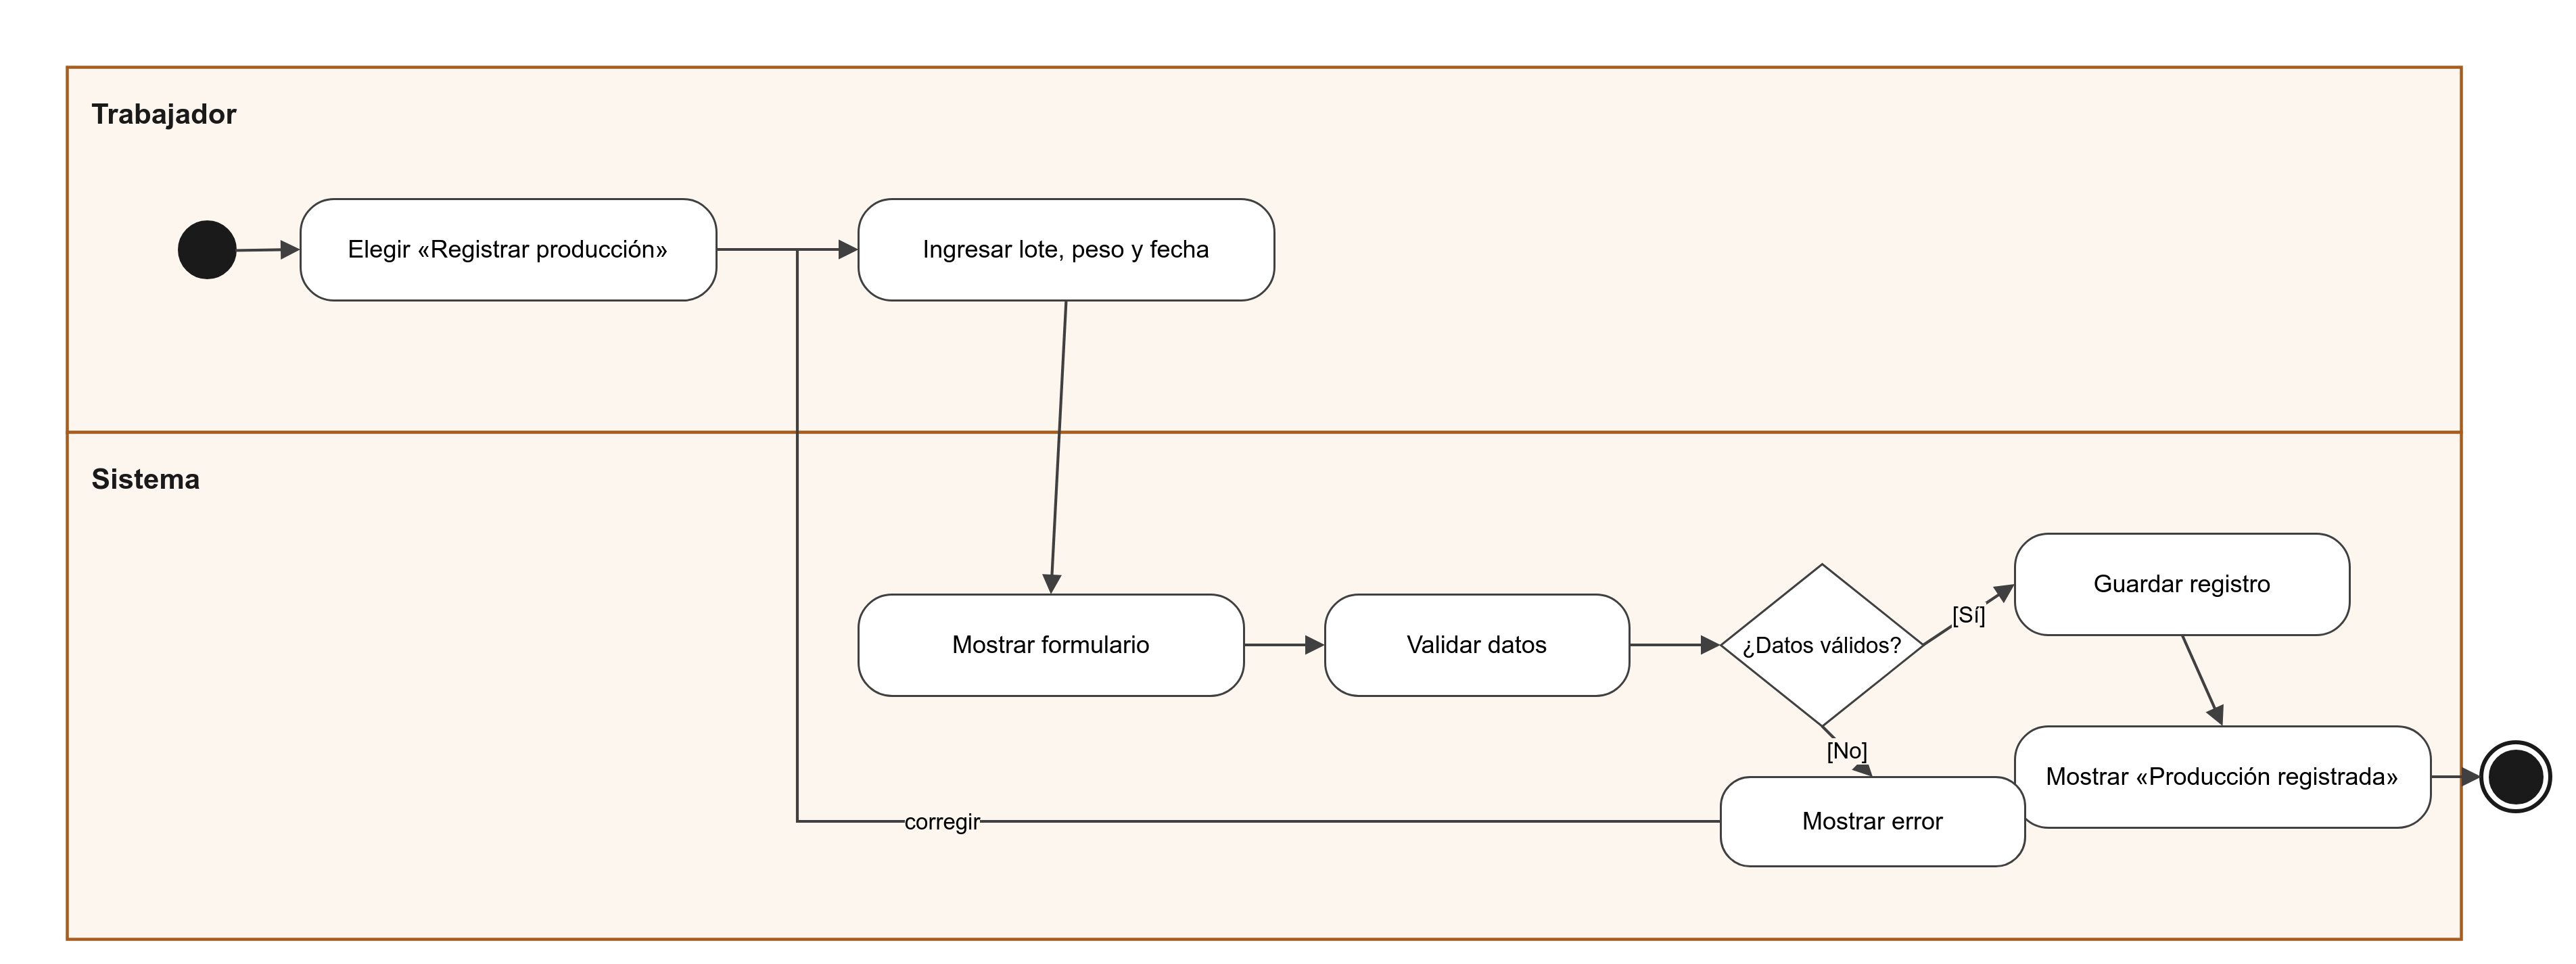 Trabajador
Elegir «Registrar producción»
Ingresar lote, peso y fecha
Sistema
Mostrar formulario
Validar datos
¿Datos válidos?
[Sí]
Guardar registro
[No]
Mostrar «Producción registrada»
Mostrar error
corregir